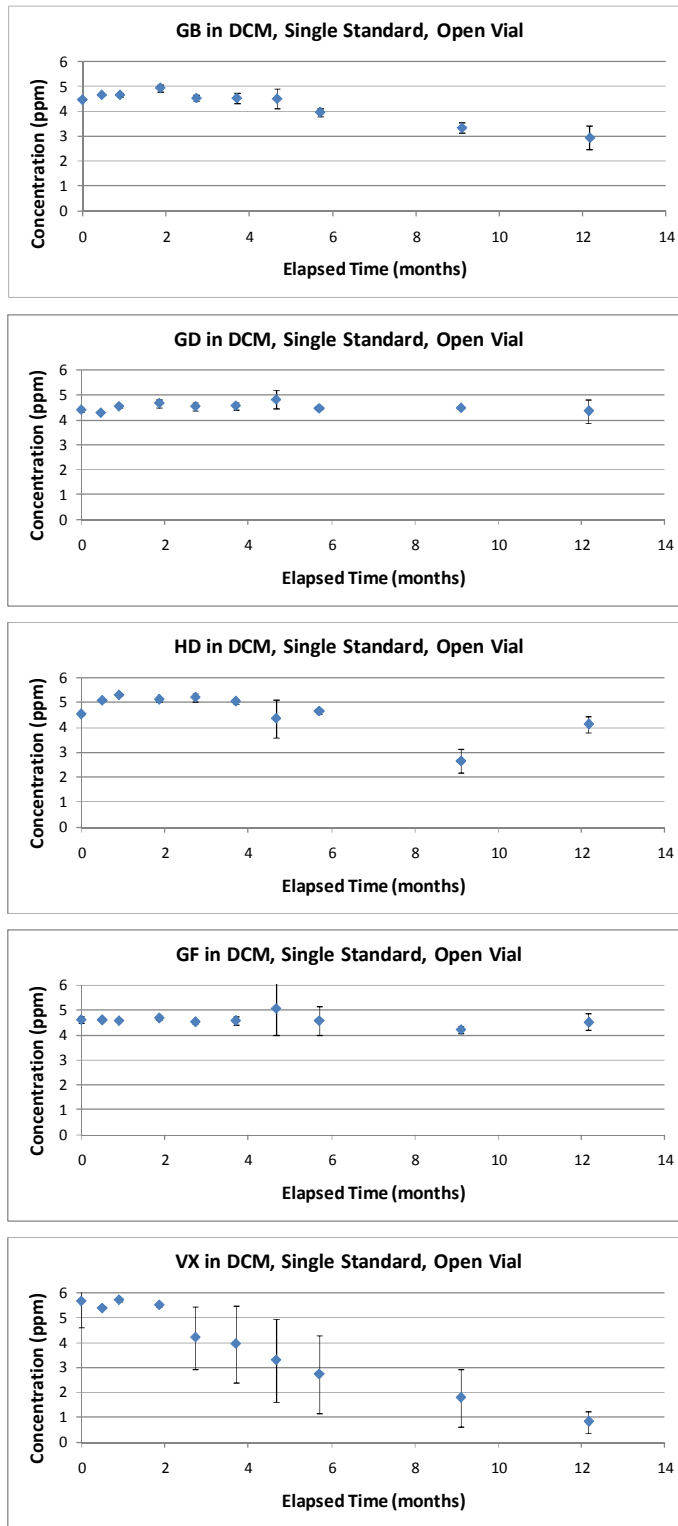 GB in DCM, Single Standard, Open Vial
Concentration (ppm)
6
5
4
3
2
1
0
0 2 4 6 8 10 12 14
Elapsed Time (months)
GD in DCM, Single Standard, Open Vial
Concentration (ppm)
6
5
4
3
2
1
0
0 2 4 6 8 10 12 14
Elapsed Time (months)
HD in DCM, Single Standard, Open Vial
Concentration (ppm)
6
5
4
3
2
1
0
0 2 4 6 8 10 12 14
Elapsed Time (months)
GF in DCM, Single Standard, Open Vial
Concentration (ppm)
6
5
4
3
2
1
0
0 2 4 6 8 10 12 14
Elapsed Time (months)
VX in DCM, Single Standard, Open Vial
Concentration (ppm)
6
5
4
3
2
1
0
0 2 4 6 8 10 12 14
Elapsed Time (months)